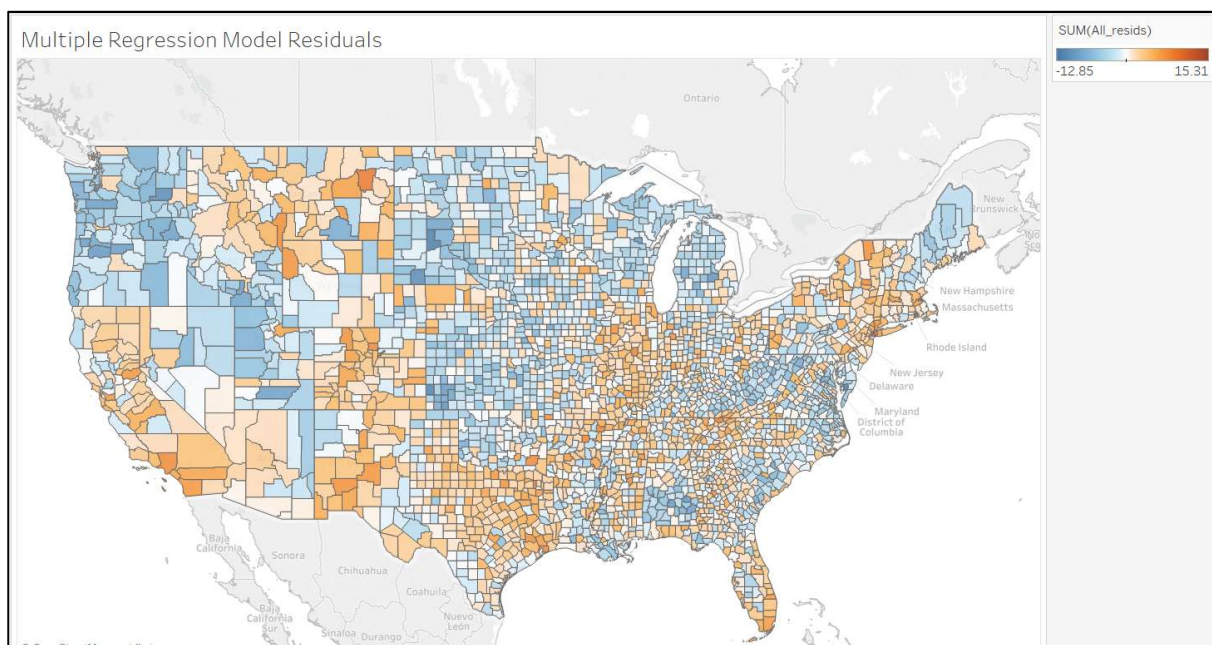 Multiple Regression Model Residuals
SUM(All_resids)
-12.85 15.31
Ontario
New
Brunswick
New Hampshire
Massachusetts
Rhode Island
New Jersey
Delaware
Maryland
District of
Columbia
Baja
California
Sonora
Chihuahua
Coahuila
Baja
California
Sur
Nuevo
León
Sinaloa
Durango